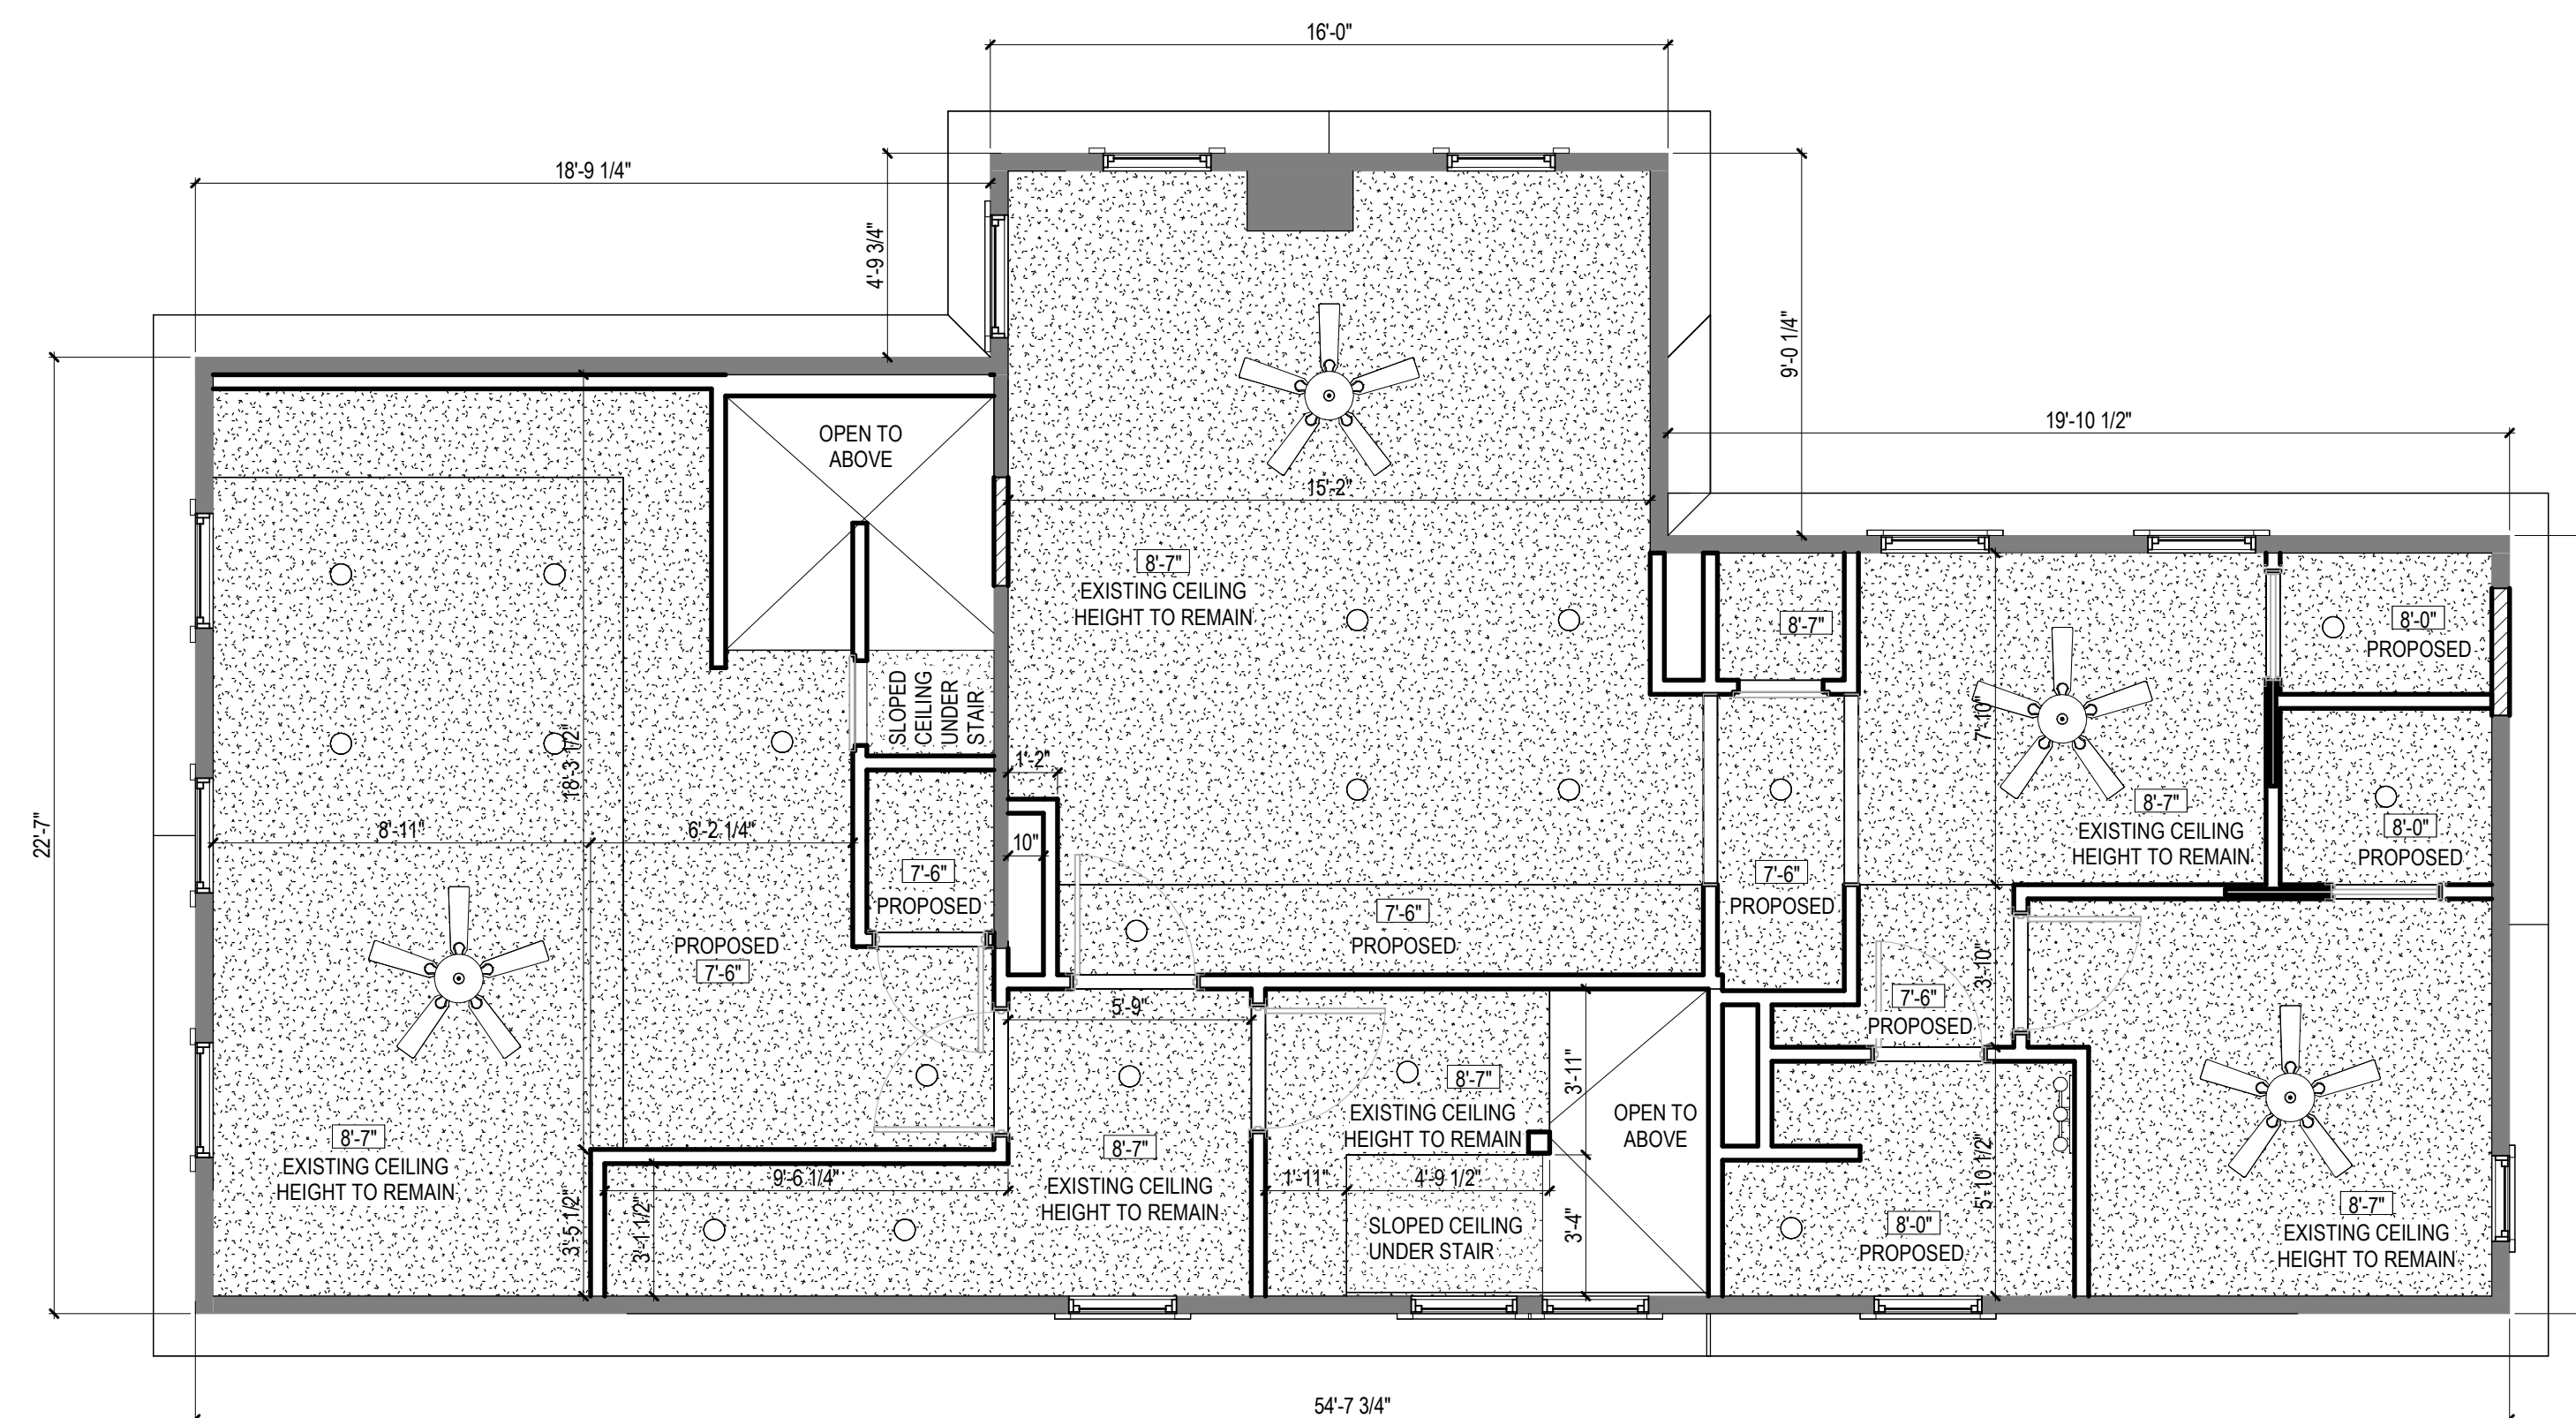 16'-0"
18'-9 1/4"
4'-9 3/4"
9'-0 1/4"
19'-10 1/2"
22'-7"
OPEN TO
ABOVE
15'-2"
8'-7"
EXISTING CEILING
HEIGHT TO REMAIN
8'-7"
8'-0"
PROPOSED
SLOPED
CEILING
UNDER
STAIR
18'-3 1/2"
1'-2"
7'-10"
8'-11"
6'-2 1/4"
10"
8'-7"
EXISTING CEILING
HEIGHT TO REMAIN
8'-0"
PROPOSED
7'-6"
PROPOSED
7'-6"
PROPOSED
7'-6"
PROPOSED
PROPOSED
7'-6"
5'-9"
7'-6"
PROPOSED
3'-10"
8'-7"
EXISTING CEILING
HEIGHT TO REMAIN
3'-11"
OPEN TO
ABOVE
8'-7"
EXISTING CEILING
HEIGHT TO REMAIN
8'-7"
EXISTING CEILING
HEIGHT TO REMAIN
9'-6 1/4"
1'-11"
4'-9 1/2"
5'-10 1/2"
3'-5 1/2"
3'-1 1/2"
SLOPED CEILING
UNDER STAIR
3'-4"
8'-0"
PROPOSED
8'-7"
EXISTING CEILING
HEIGHT TO REMAIN
54'-7 3/4"